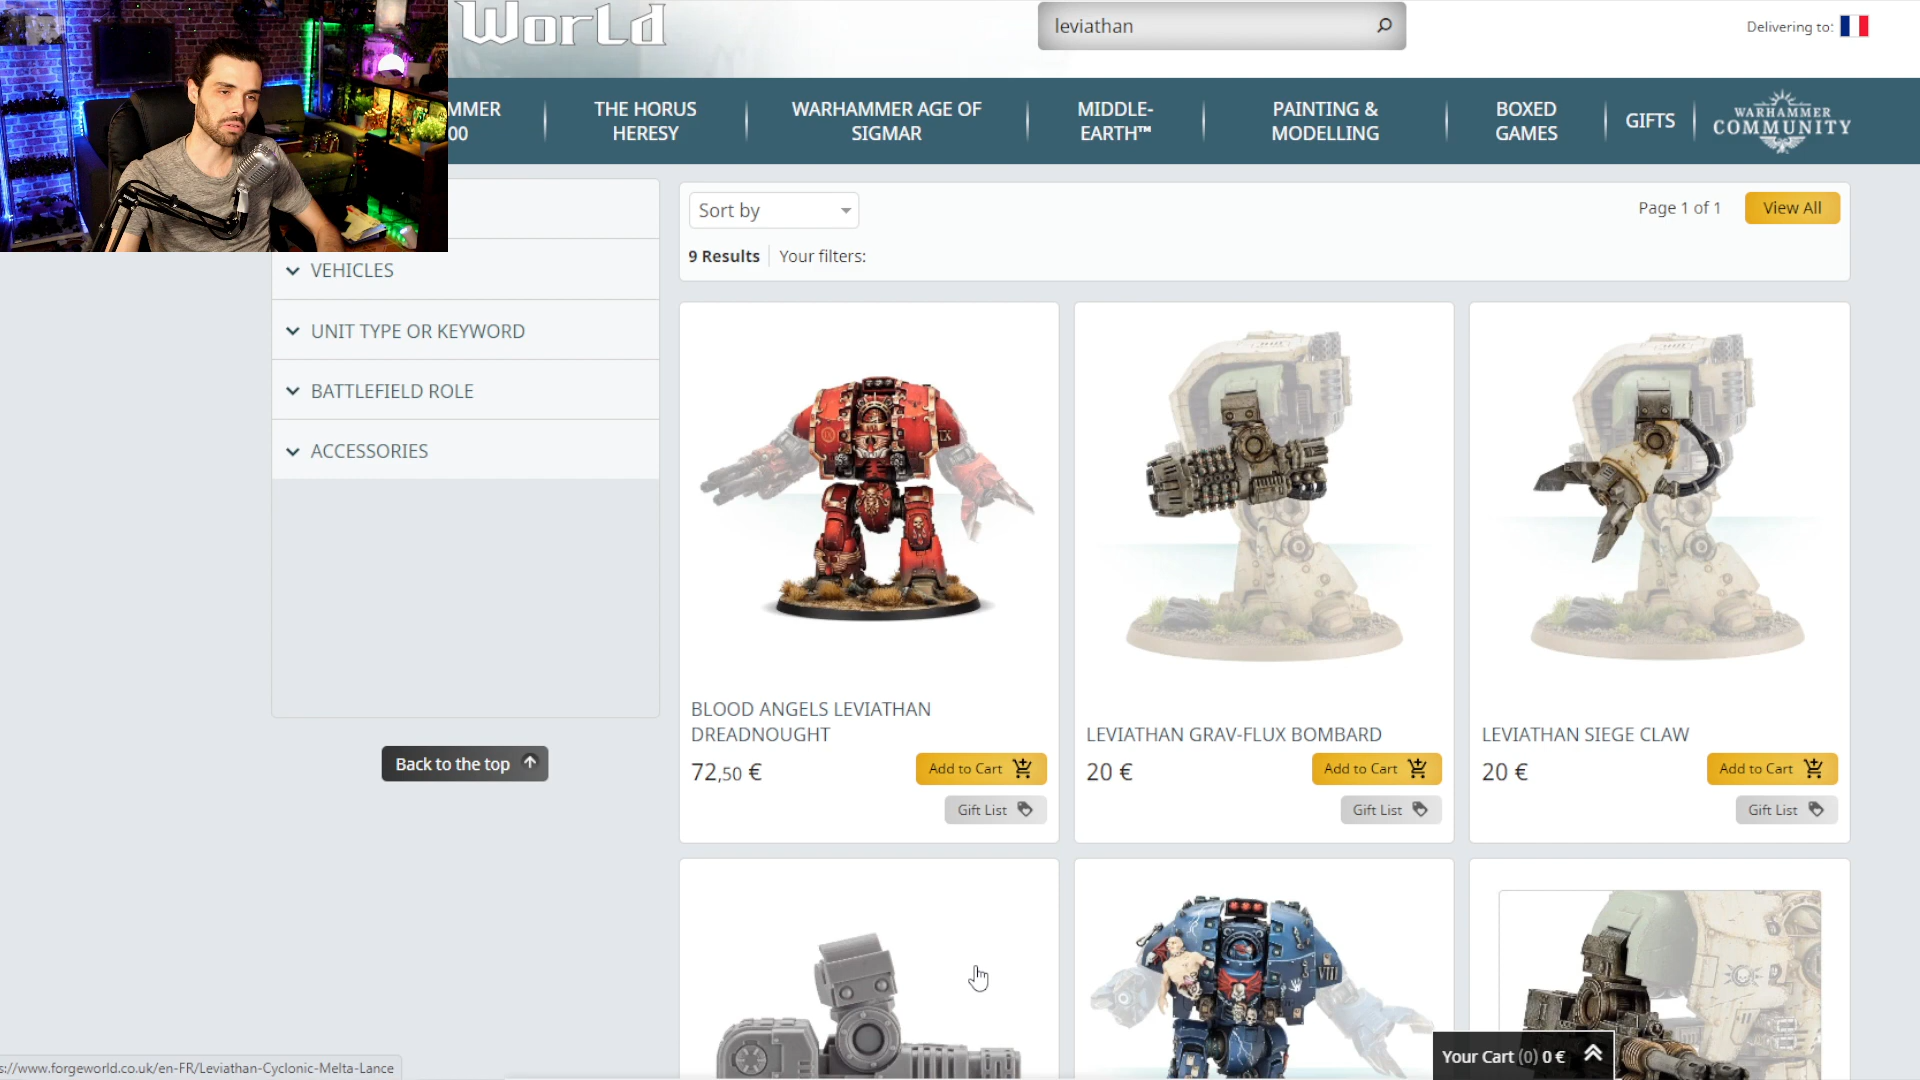 World
leviathan
Delivering to:
MMER
00
THE HORUS
HERESY
WARHAMMER AGE OF
SIGMAR
MIDDLE-
EARTH™
PAINTING &
MODELLING
BOXED
GAMES
GIFTS
WARHAMMER
COMMUNITY
Sort by
Page 1 of 1
View All
9 Results
Your filters:
VEHICLES
UNIT TYPE OR KEYWORD
BATTLEFIELD ROLE
ACCESSORIES
Back to the top
BLOOD ANGELS LEVIATHAN
DREADNOUGHT
72,50 €
Add to Cart
Gift List
LEVIATHAN GRAV-FLUX BOMBARD
20 €
Add to Cart
Gift List
LEVIATHAN SIEGE CLAW
20 €
Add to Cart
Gift List
VIII
Your Cart (0) 0 €
s://www.forgeworld.co.uk/en-FR/Leviathan-Cyclonic-Melta-Lance